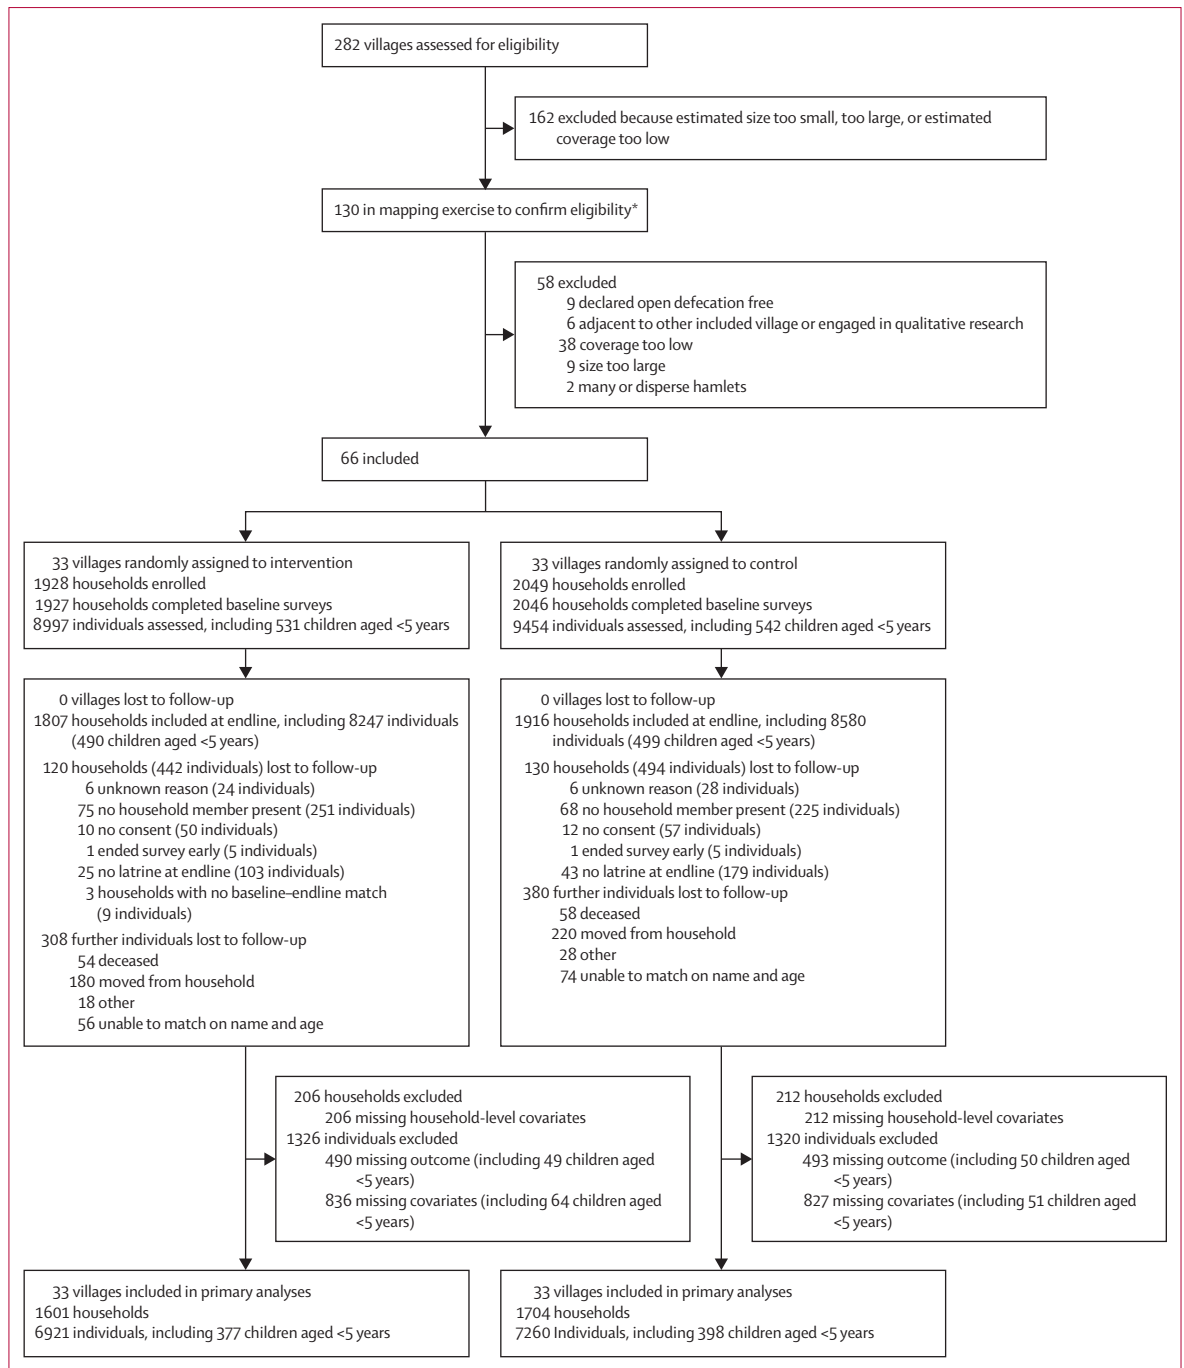 282 villages assessed for eligibility
162 excluded because estimated size too small, too large, or estimated
coverage too low
130 in mapping exercise to confirm eligibility*
58 excluded
9 declared open defecation free
6 adjacent to other included village or engaged in qualitative research
38 coverage too low
9 size too large
2 many or disperse hamlets
66 included
33 villages randomly assigned to intervention
1928 households enrolled
1927 households completed baseline surveys
8997 individuals assessed, including 531 children aged <5 years
33 villages randomly assigned to control
2049 households enrolled
2046 households completed baseline surveys
9454 individuals assessed, including 542 children aged <5 years
0 villages lost to follow-up
1807 households included at endline, including 8247 individuals
(490 children aged <5 years)
120 households (442 individuals) lost to follow-up
6 unknown reason (24 individuals)
75 no household member present (251 individuals)
10 no consent (50 individuals)
1 ended survey early (5 individuals)
25 no latrine at endline (103 individuals)
3 households with no baseline–endline match
(9 individuals)
308 further individuals lost to follow-up
54 deceased
180 moved from household
18 other
56 unable to match on name and age
0 villages lost to follow-up
1916 households included at endline, including 8580
individuals (499 children aged <5 years)
130 households (494 individuals) lost to follow-up
6 unknown reason (28 individuals)
68 no household member present (225 individuals)
12 no consent (57 individuals)
1 ended survey early (5 individuals)
43 no latrine at endline (179 individuals)
380 further individuals lost to follow-up
58 deceased
220 moved from household
28 other
74 unable to match on name and age
206 households excluded
206 missing household-level covariates
1326 individuals excluded
490 missing outcome (including 49 children aged
<5 years)
836 missing covariates (including 64 children aged
<5 years)
212 households excluded
212 missing household-level covariates
1320 individuals excluded
493 missing outcome (including 50 children aged
<5 years)
827 missing covariates (including 51 children aged
<5 years)
33 villages included in primary analyses
1601 households
6921 individuals, including 377 children aged <5 years
33 villages included in primary analyses
1704 households
7260 Individuals, including 398 children aged <5 years